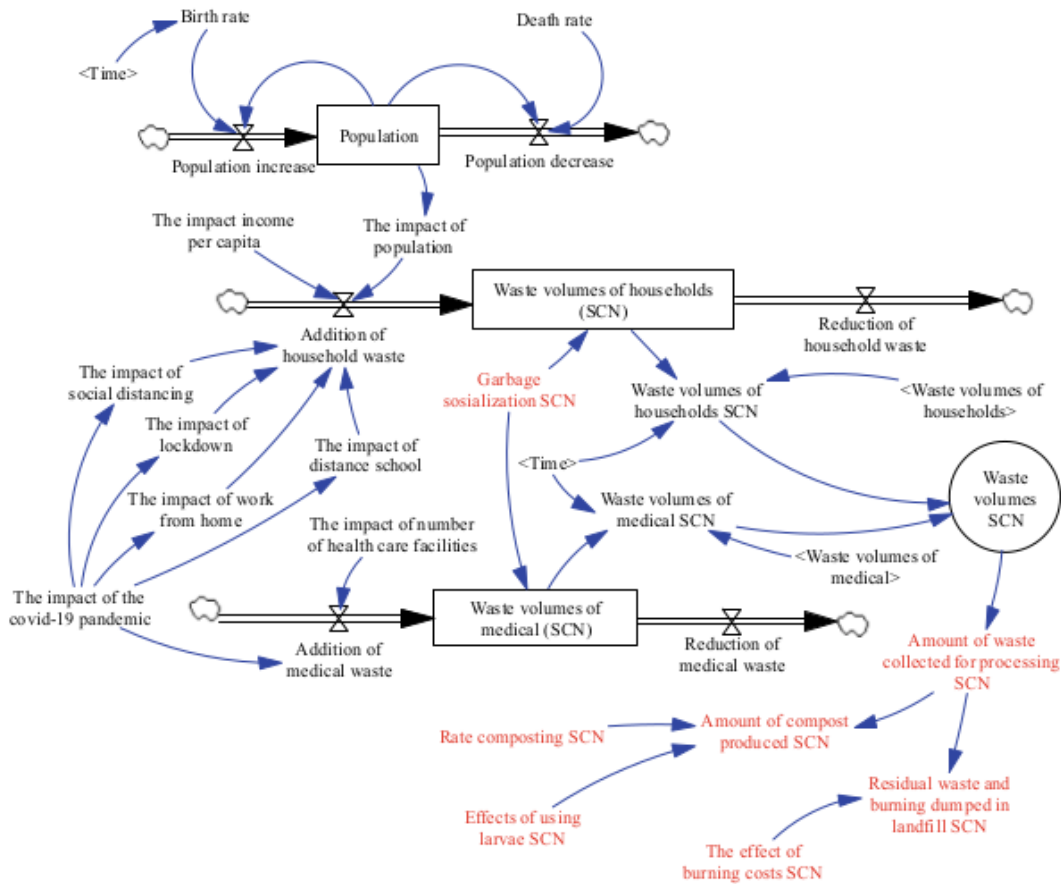 Birth rate
Death rate
<Time>
Population
Population increase
Population decrease
The impact income
per capita
The impact of
population
Waste volumes of households
(SCN)
Addition of
household waste
Reduction of
household waste
The impact of
social distancing
Garbage
sosialization SCN
Waste volumes of
households SCN
<Waste volumes of
households>
The impact of
lockdown
The impact of
distance school
<Time>
Waste
volumes
SCN
The impact of work
from home
Waste volumes of
medical SCN
The impact of number
of health care facilities
<Waste volumes of
medical>
The impact of the
covid-19 pandemic
Waste volumes of
medical (SCN)
Addition of
medical waste
Reduction of
medical waste
Amount of waste
collected for processing
SCN
Rate composting SCN
Amount of compost
produced SCN
Effects of using
larvae SCN
Residual waste and
burning dumped in
landfill SCN
The effect of
burning costs SCN